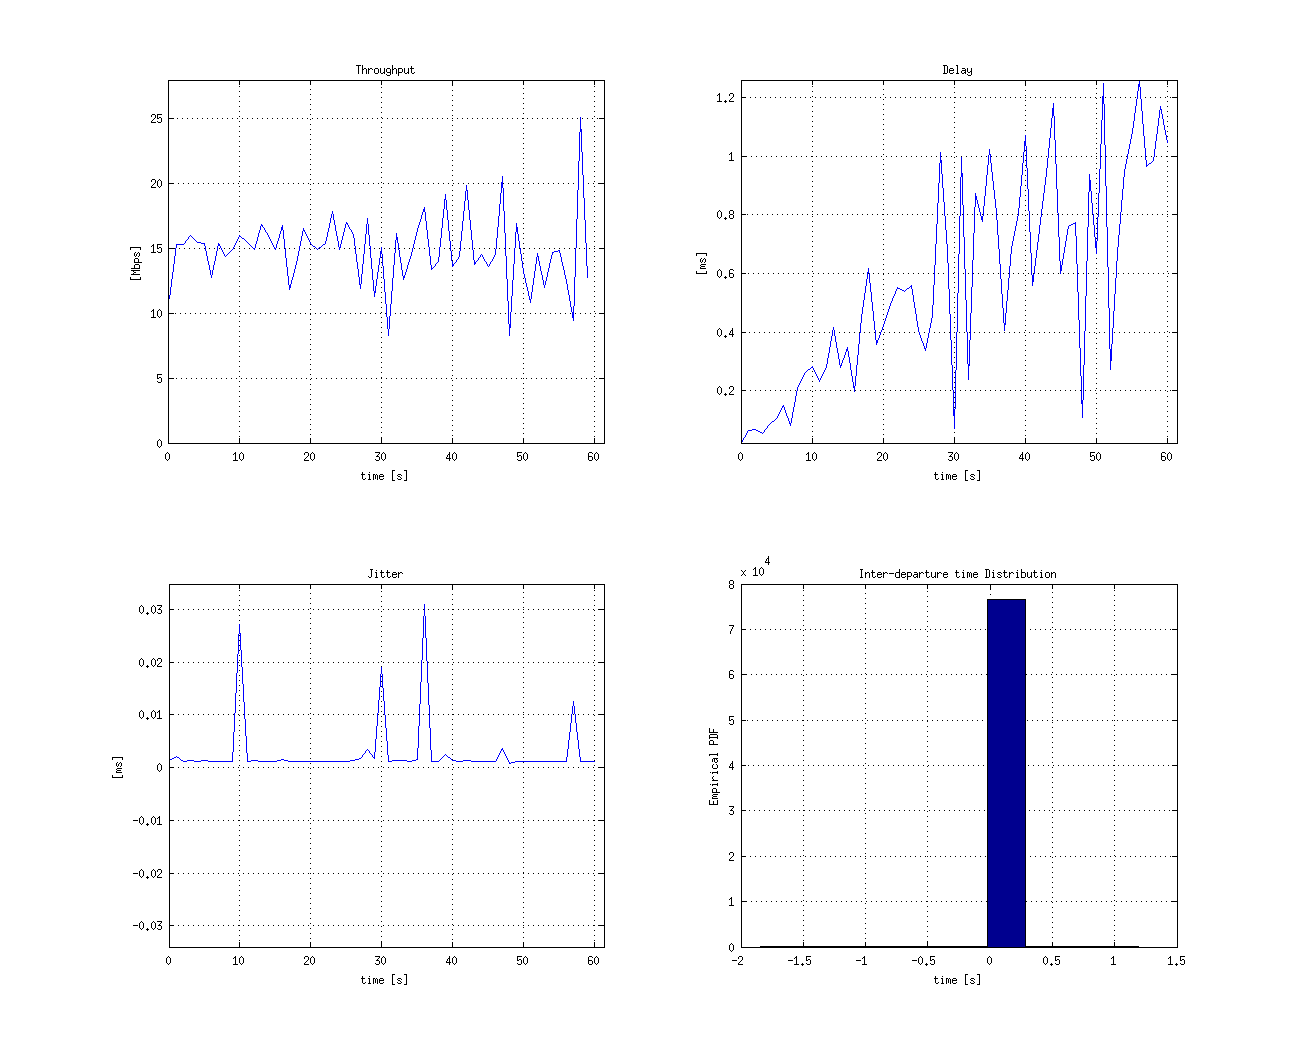 Throughput
[Mbps]
25
20
15
10
5
0
0 10 20 30 40 50 60
time [s]
Delay
[ms]
1.2
1
0.8
0.6
0.4
0.2
0 10 20 30 40 50 60
time [s]
Jitter
[ms]
0.03
0.02
0.01
0
-0.01
-0.02
-0.03
0 10 20 30 40 50 60
time [s]
x 10^4
Inter-departure time Distribution
Empirical PDF
8
7
6
5
4
3
2
1
0
-2 -1.5 -1 -0.5 0 0.5 1 1.5
time [s]